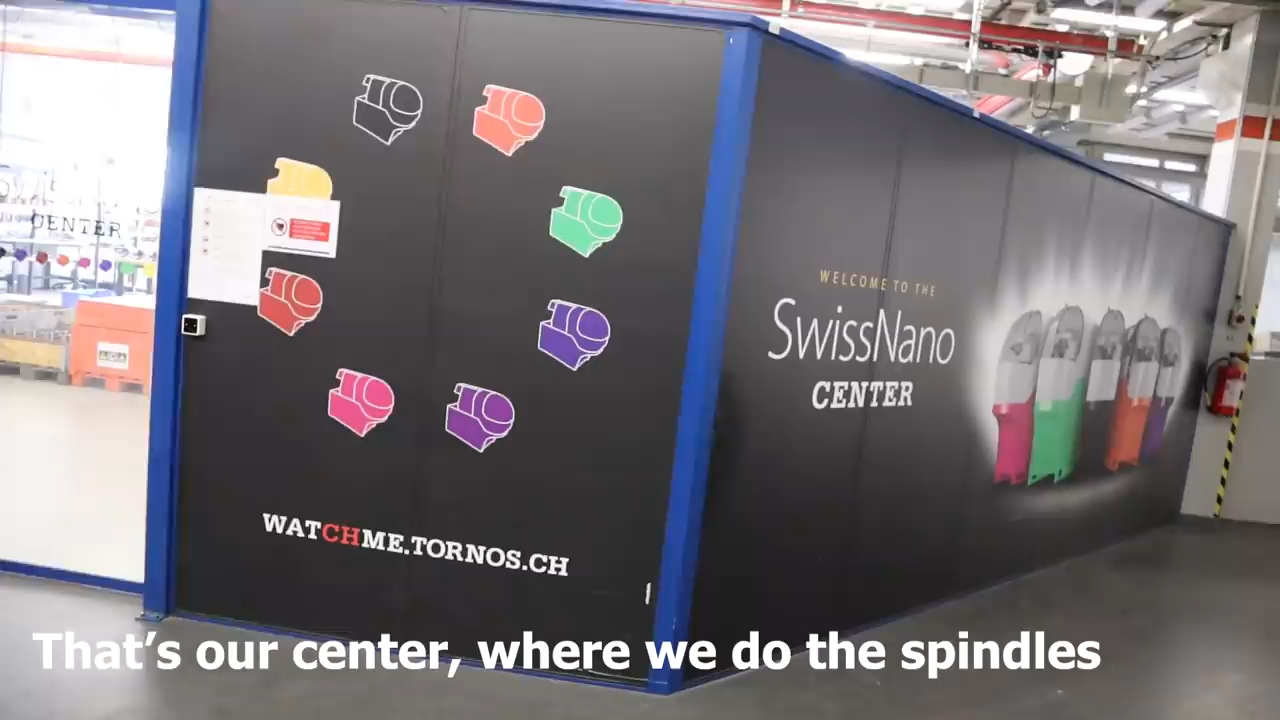 CENTER
WELCOME TO THE
SwissNano
CENTER
WATCHME.TORNOS.CH
That’s our center, where we do the spindles